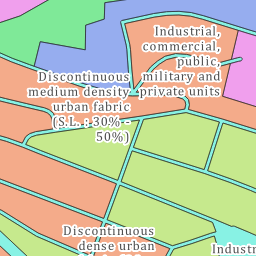 Industrial,
commercial,
public,
military and
private units
Discontinuous
medium density
urban fabric
(S.L. : 30% -
50%)
Discontinuous
dense urban
Industr